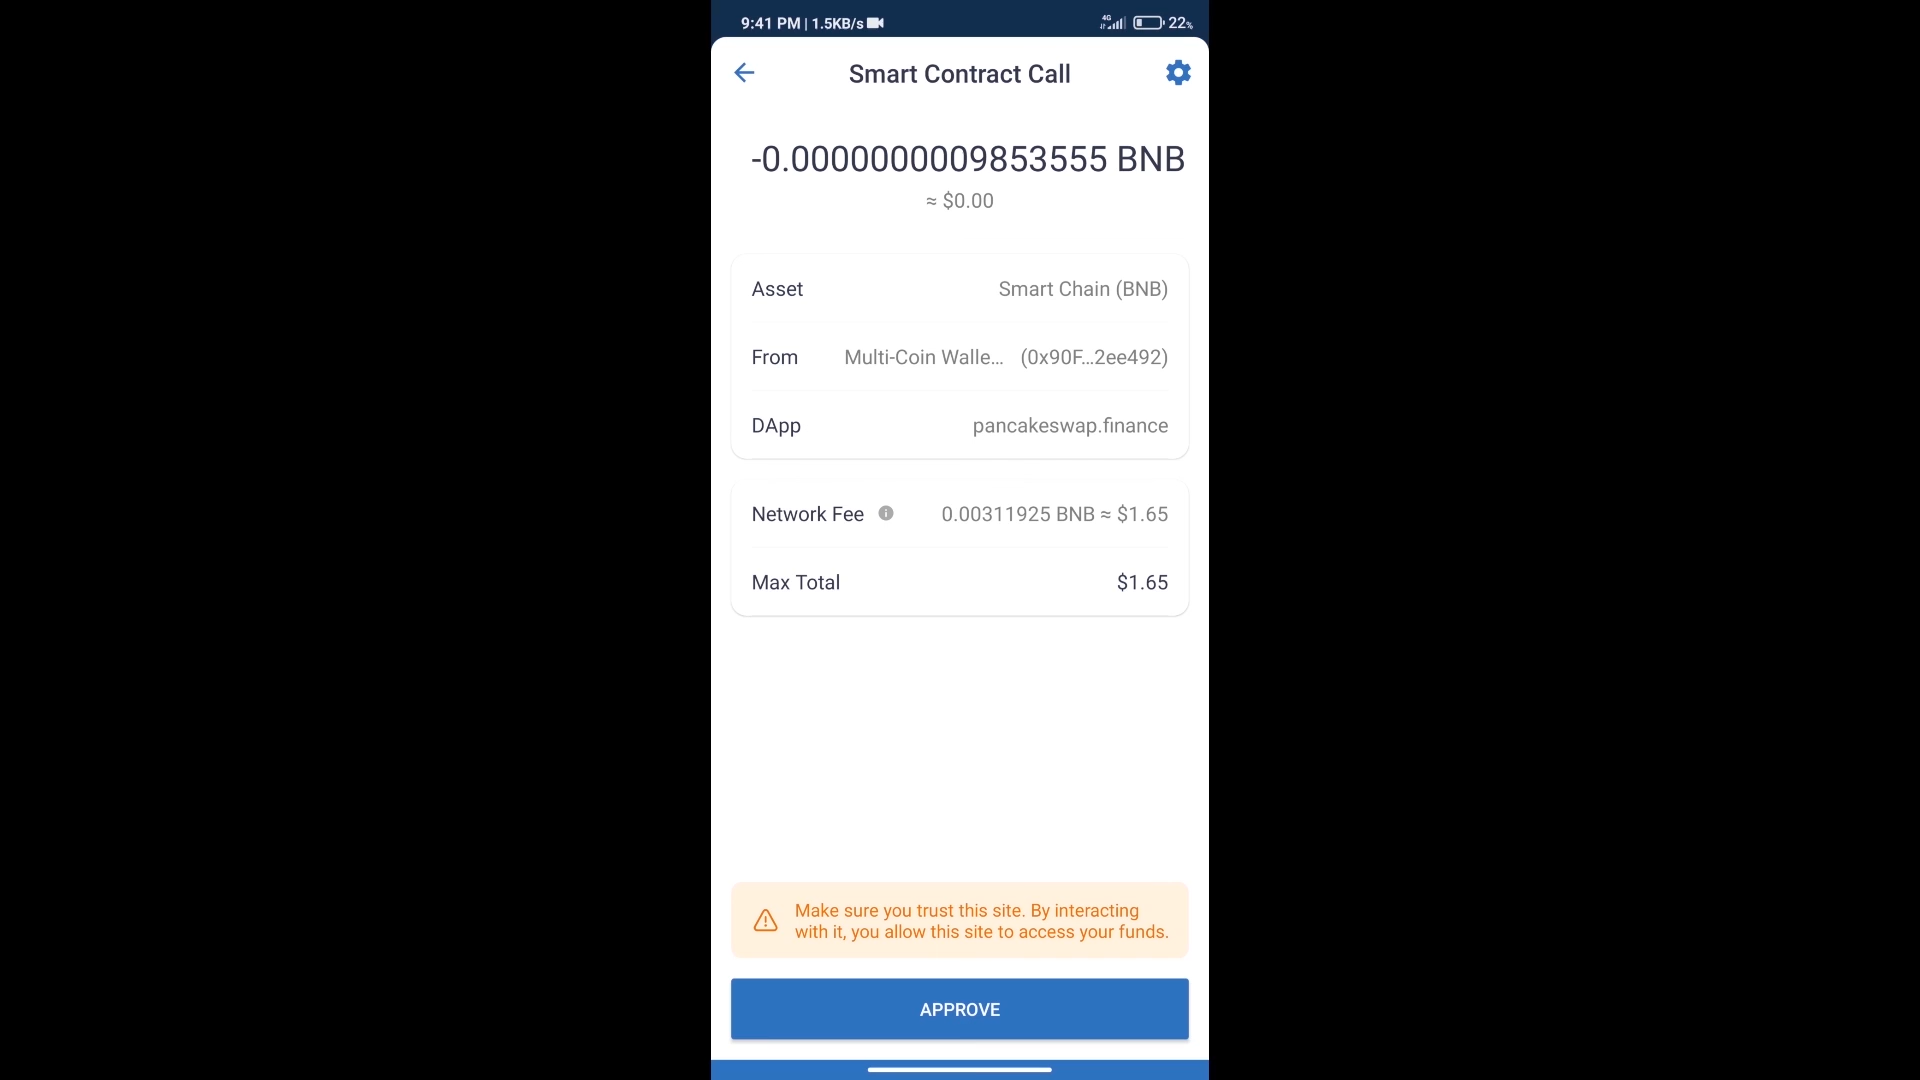 9:41 PM | 1.5KB/s 4G 22%
Smart Contract Call
-0.0000000009853555 BNB
≈ $0.00
Asset Smart Chain (BNB)
From Multi-Coin Walle... (0x90F...2ee492)
DApp pancakeswap.finance
Network Fee 0.00311925 BNB ≈ $1.65
Max Total $1.65
Make sure you trust this site. By interacting
with it, you allow this site to access your funds.
APPROVE